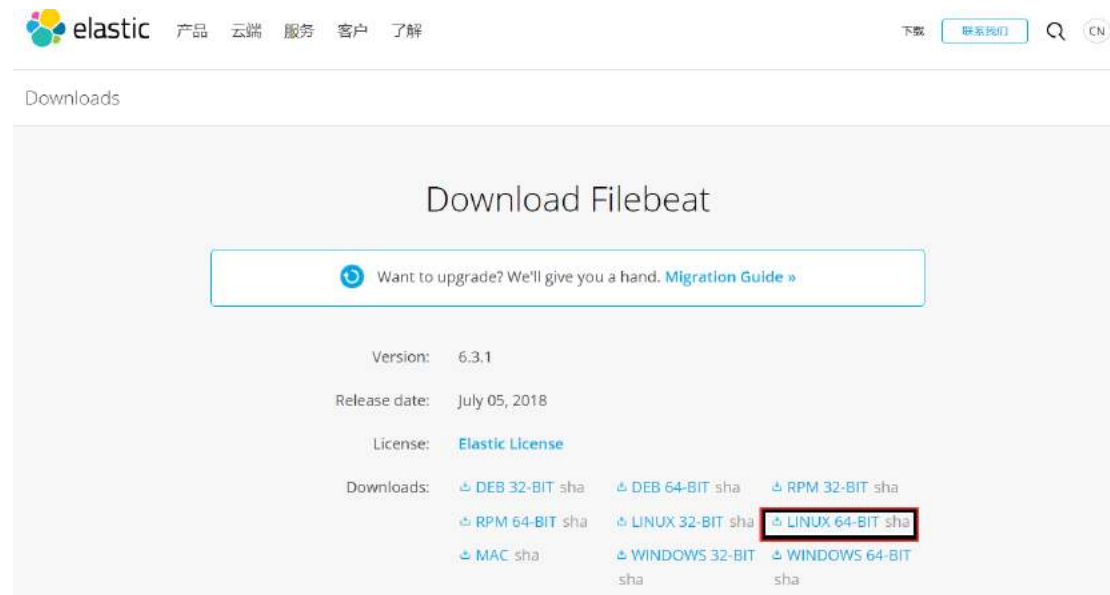 elastic 产品 云端 服务 客户 了解 下载 联系我们 CN
Downloads
Download Filebeat
Want to upgrade? We'll give you a hand. Migration Guide »
Version: 6.3.1
Release date: July 05, 2018
License: Elastic License
Downloads: DEB 32-BIT sha DEB 64-BIT sha RPM 32-BIT sha
RPM 64-BIT sha LINUX 32-BIT sha LINUX 64-BIT sha
MAC sha WINDOWS 32-BIT WINDOWS 64-BIT
sha sha